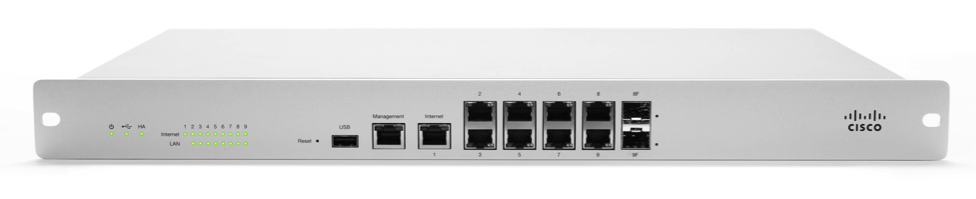 HA
1 2 3 4 5 6 7 8 9
Internet
LAN
Reset
USB
Management
Internet
1
2 4 6 8 8F
3 5 7 9 9F
CISCO